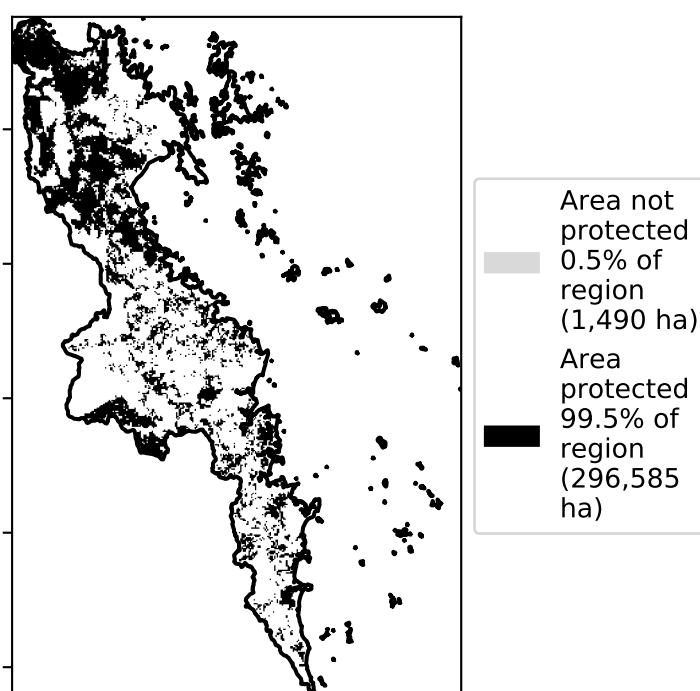 Area not
protected
0.5% of
region
(1,490 ha)
Area
protected
99.5% of
region
(296,585
ha)